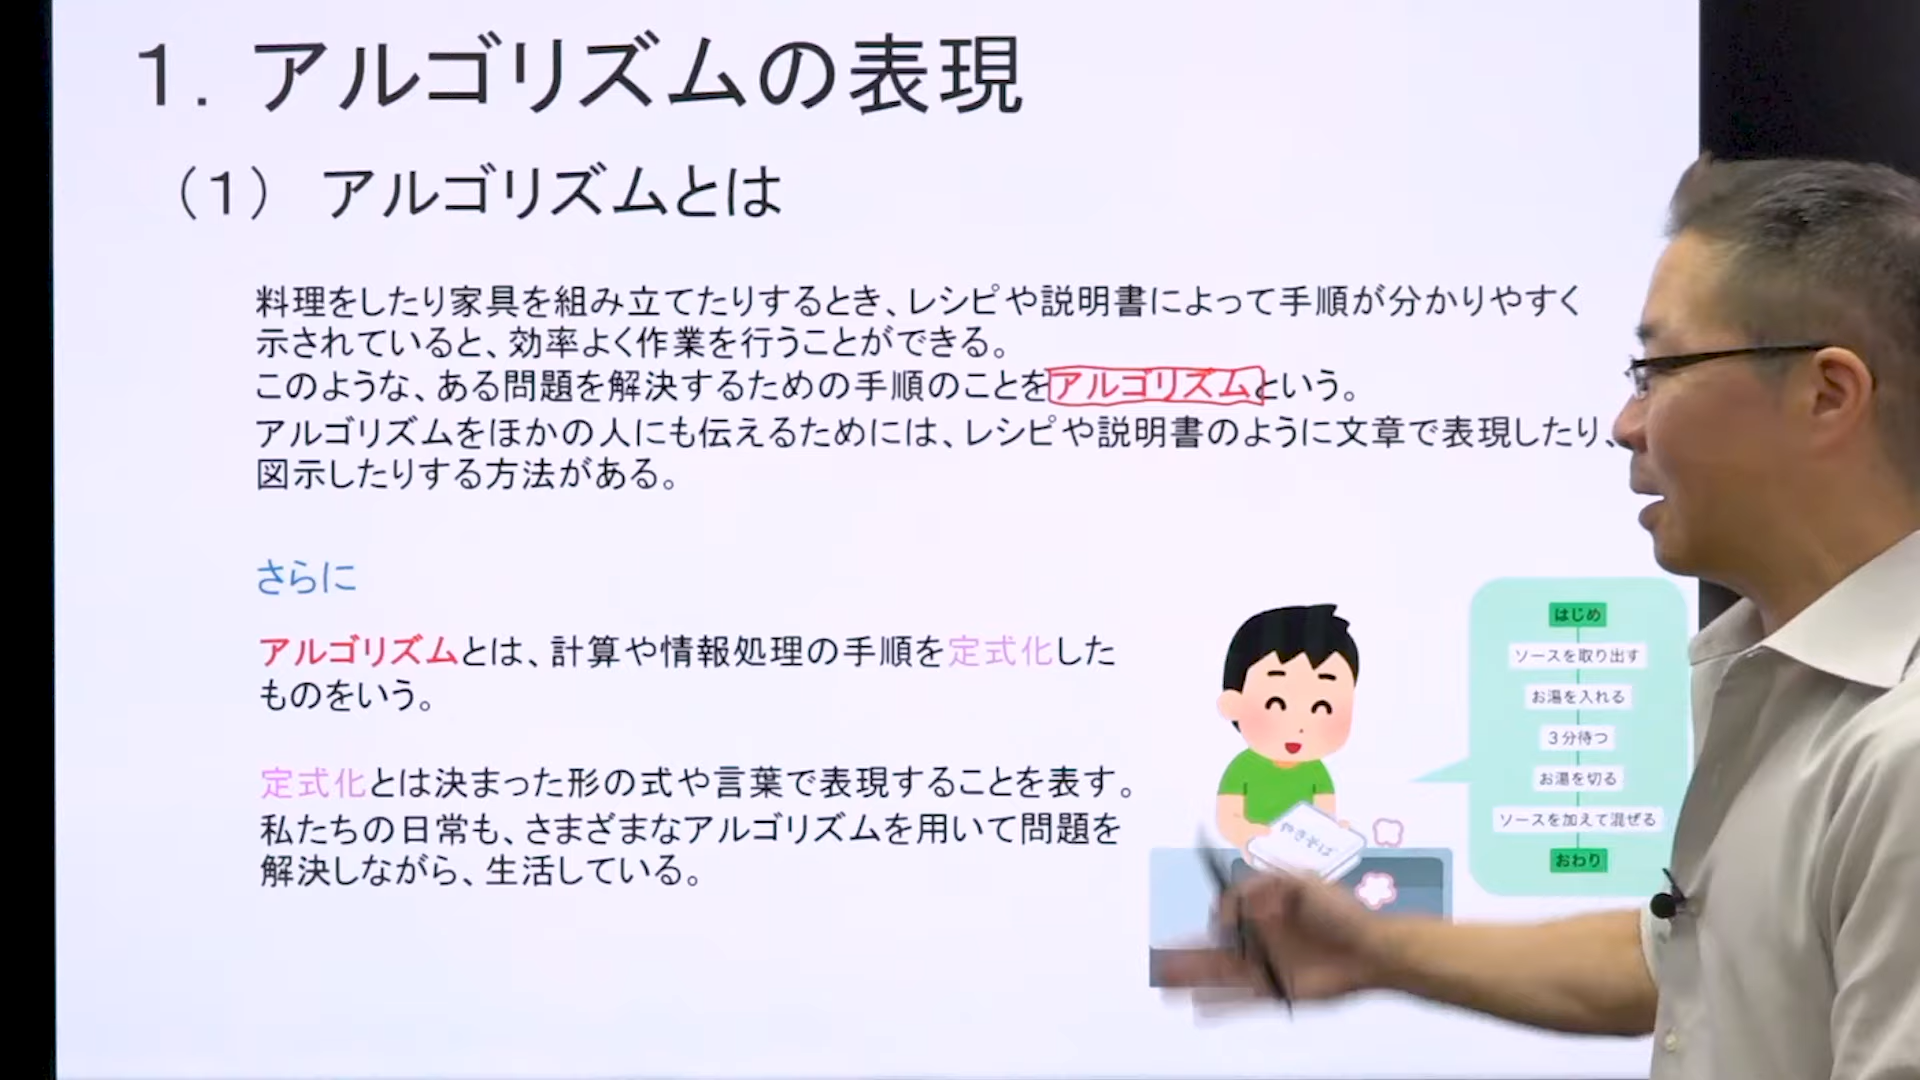 1. アルゴリズムの表現
(1) アルゴリズムとは
料理をしたり家具を組み立てたりするとき、レシピや説明書によって手順が分かりやすく
示されていると、効率よく作業を行うことができる。
このような、ある問題を解決するための手順のことをアルゴリズムという。
アルゴリズムをほかの人にも伝えるためには、レシピや説明書のように文章で表現したり、
図示したりする方法がある。
さらに
アルゴリズムとは、計算や情報処理の手順を定式化した
ものをいう。
定式化とは決まった形の式や言葉で表現することを表す。
私たちの日常も、さまざまなアルゴリズムを用いて問題を
解決しながら、生活している。
やきそば
はじめ
ソースを取り出す
お湯を入れる
3分待つ
お湯を切る
ソースを加えて混ぜる
おわり